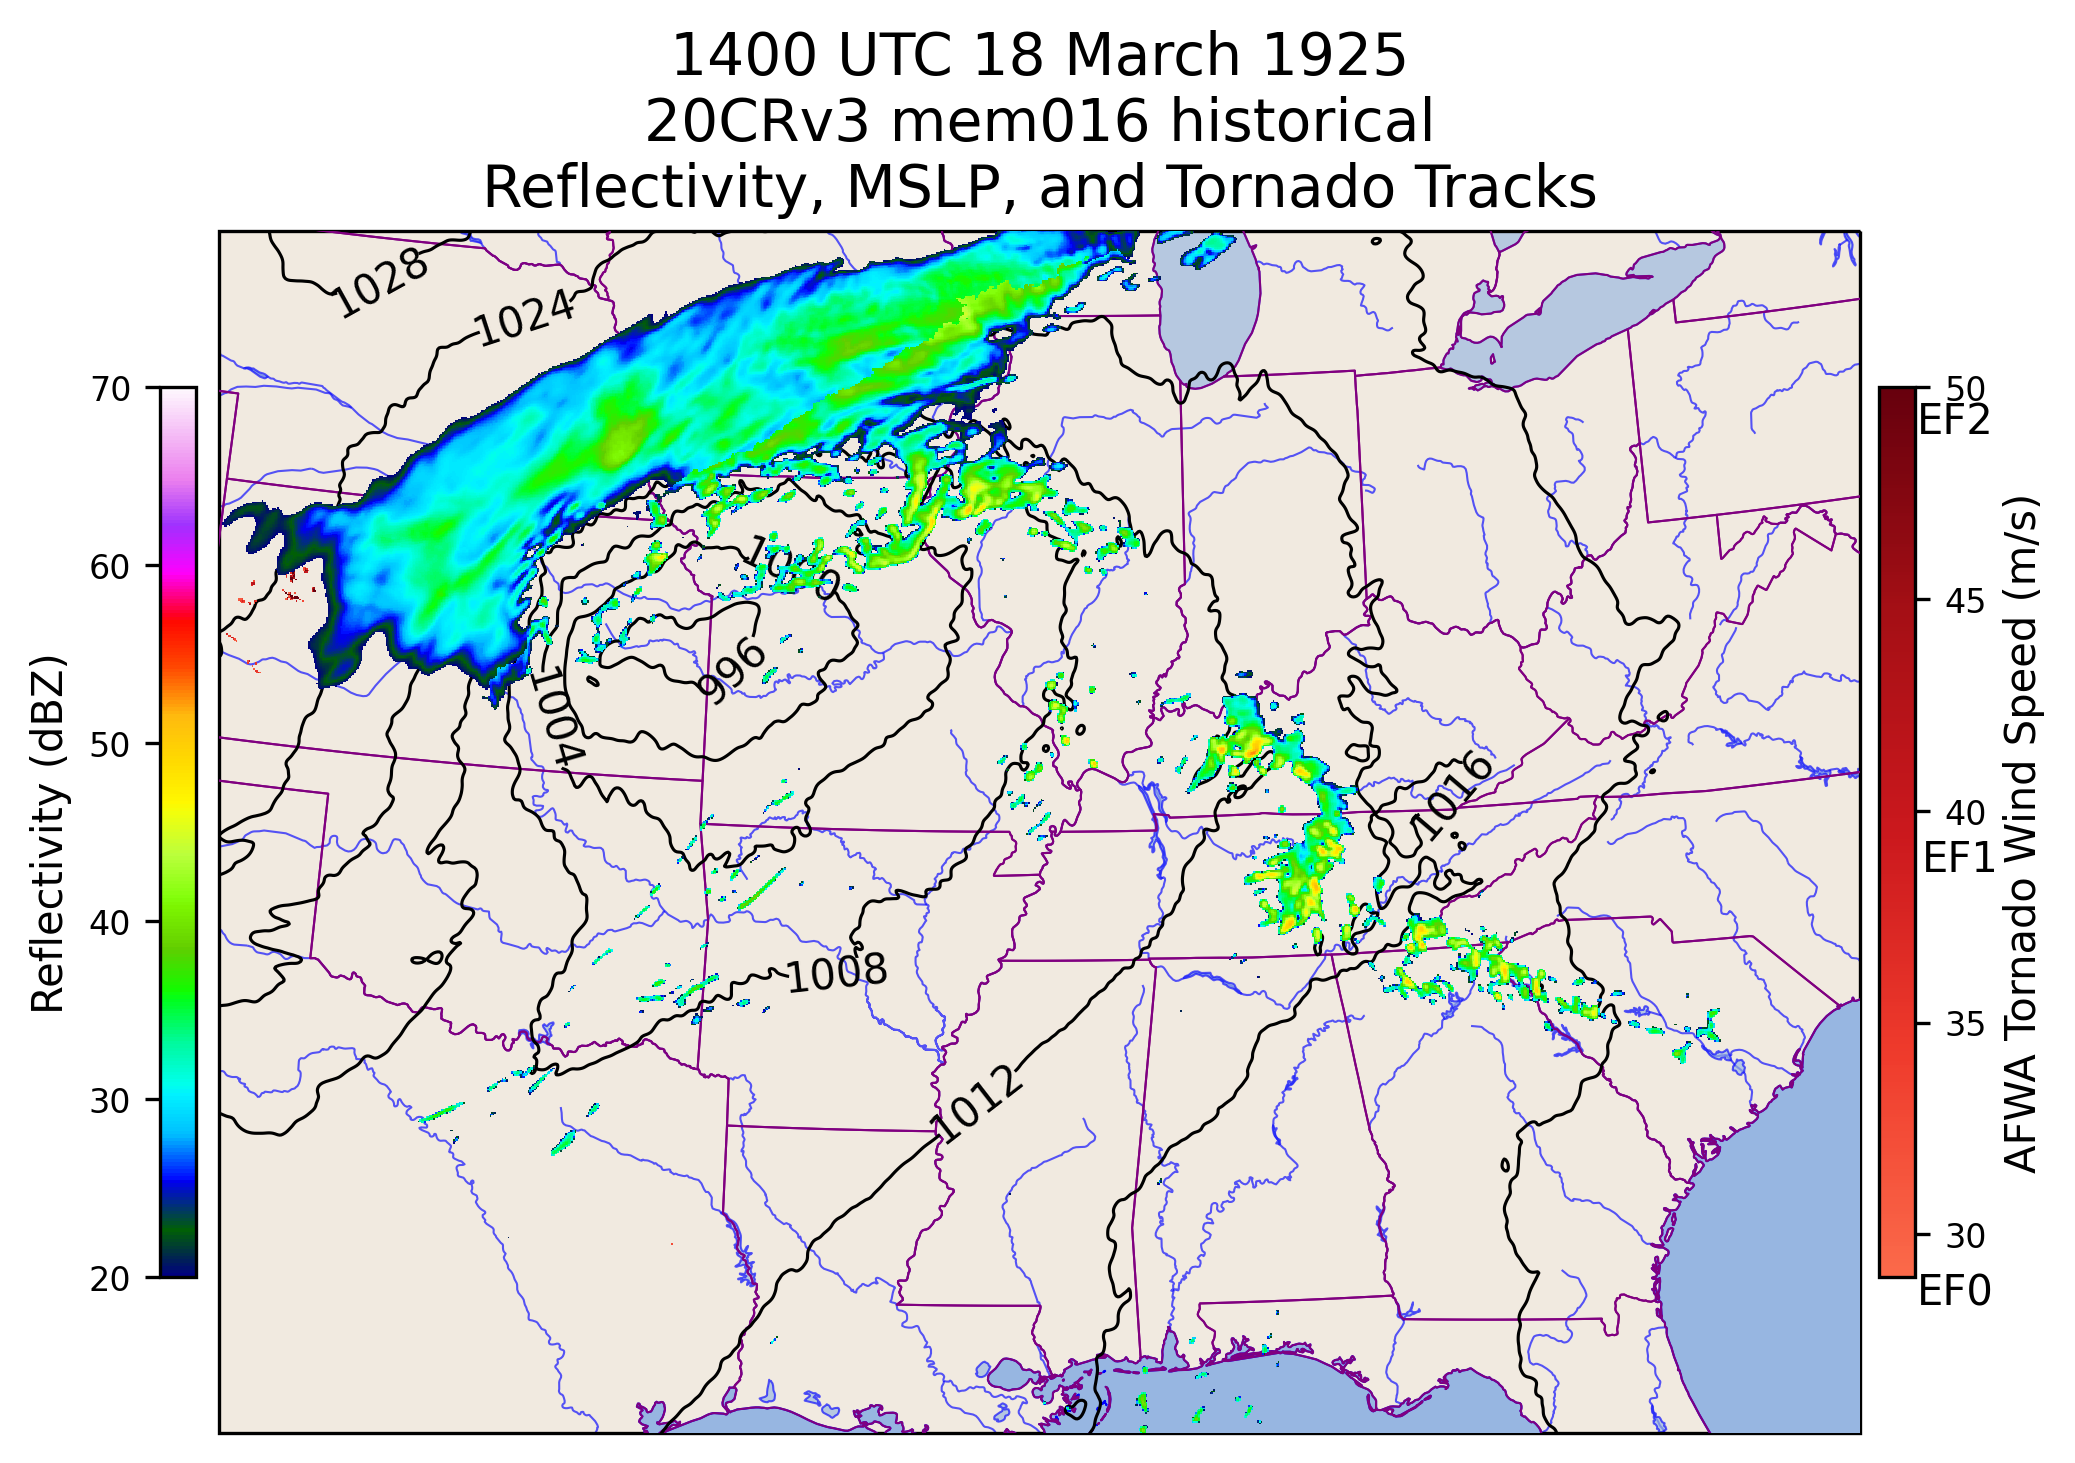 1400 UTC 18 March 1925
20CRv3 mem016 historical
Reflectivity, MSLP, and Tornado Tracks
1028
1024
996
1004
1016
1008
1012
70
60
50
40
30
20
Reflectivity (dBZ)
50
EF2
45
40
EF1
35
30
EF0
AFWA Tornado Wind Speed (m/s)